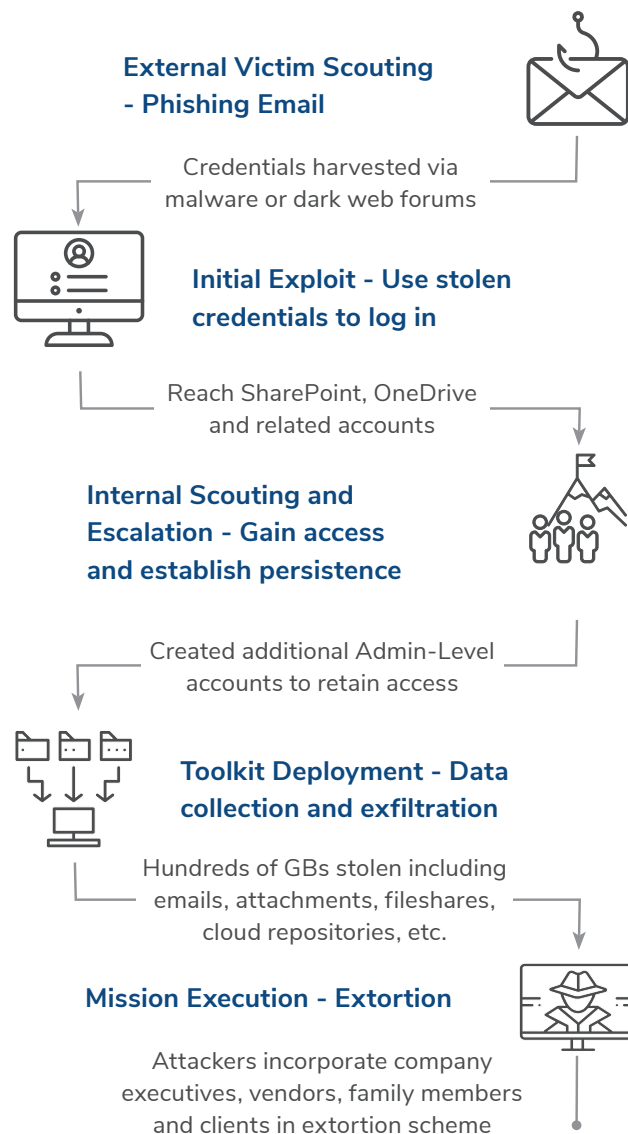 External Victim Scouting
- Phishing Email
Credentials harvested via
malware or dark web forums
Initial Exploit - Use stolen
credentials to log in
Reach SharePoint, OneDrive
and related accounts
Internal Scouting and
Escalation - Gain access
and establish persistence
Created additional Admin-Level
accounts to retain access
Toolkit Deployment - Data
collection and exfiltration
Hundreds of GBs stolen including
emails, attachments, fileshares,
cloud repositories, etc.
Mission Execution - Extortion
Attackers incorporate company
executives, vendors, family members
and clients in extortion scheme